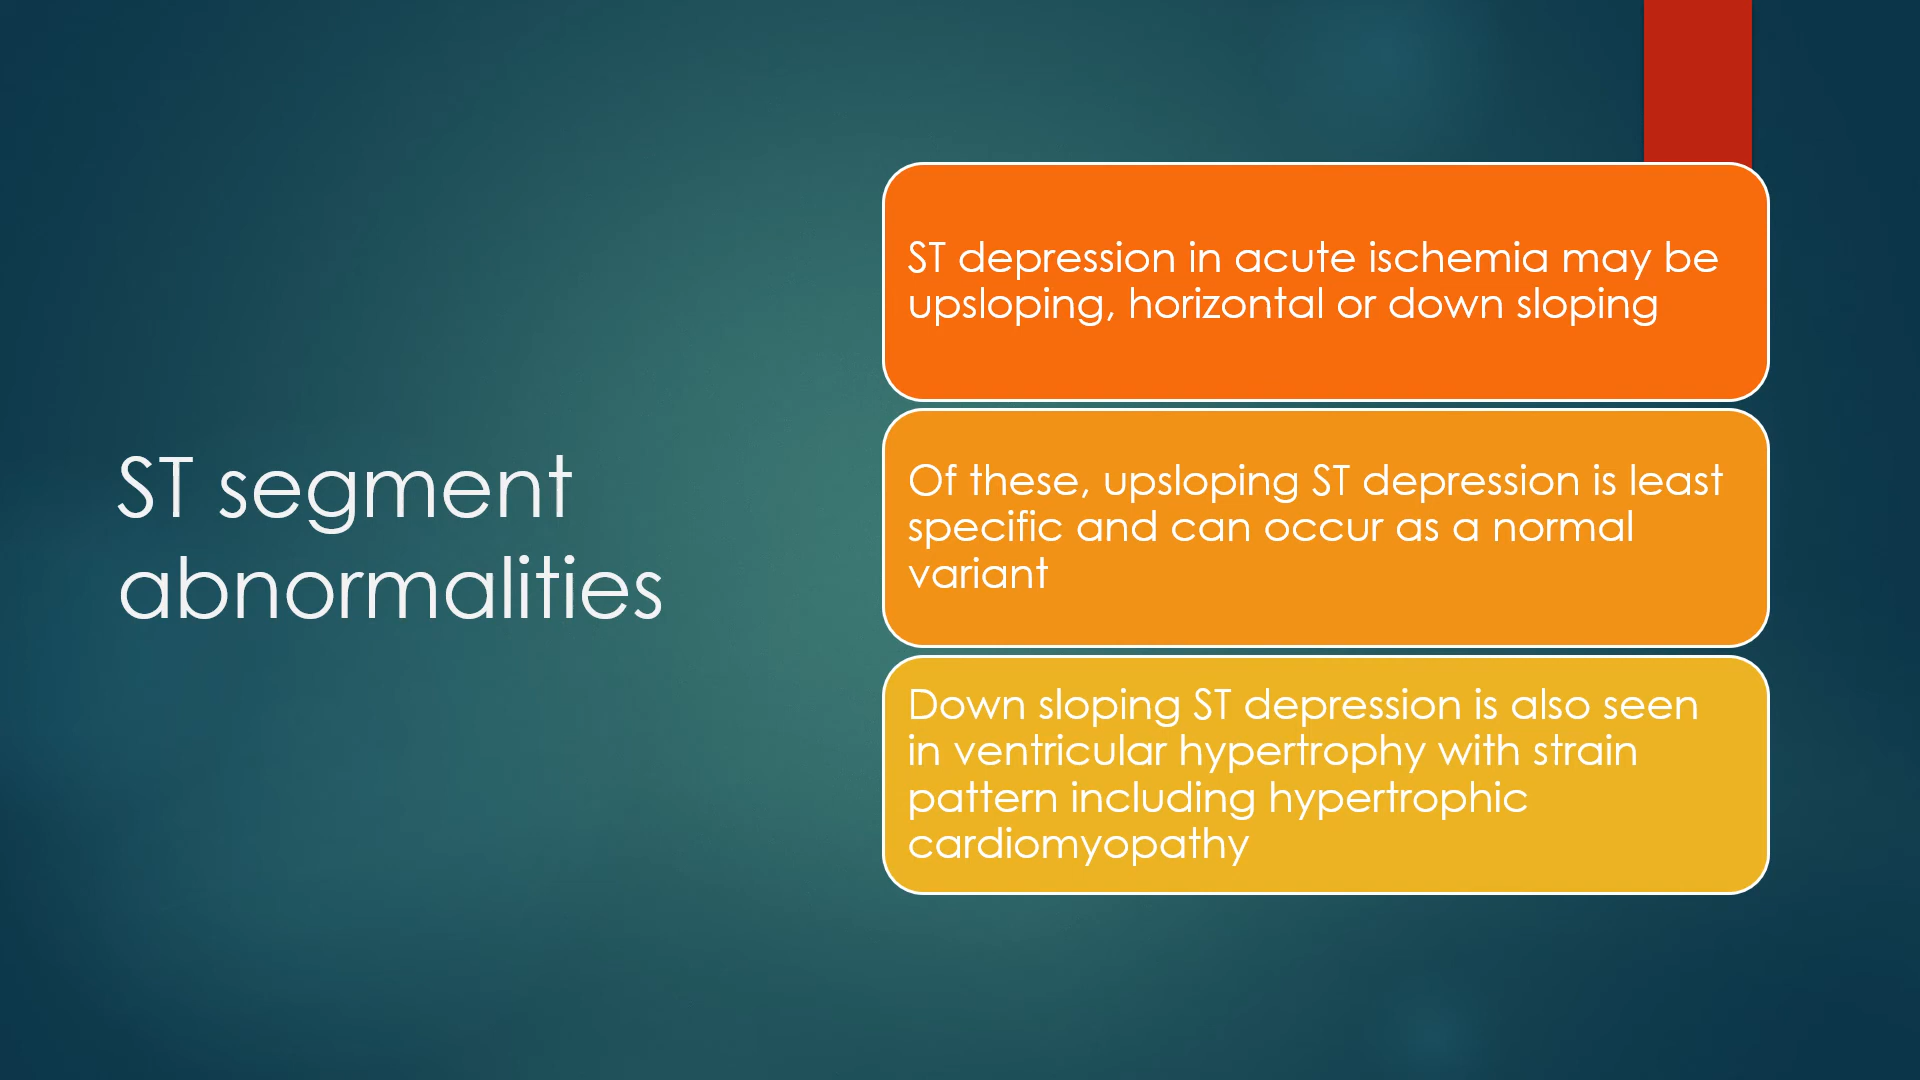 ST segment
abnormalities
ST depression in acute ischemia may be
upsloping, horizontal or down sloping
Of these, upsloping ST depression is least
specific and can occur as a normal
variant
Down sloping ST depression is also seen
in ventricular hypertrophy with strain
pattern including hypertrophic
cardiomyopathy